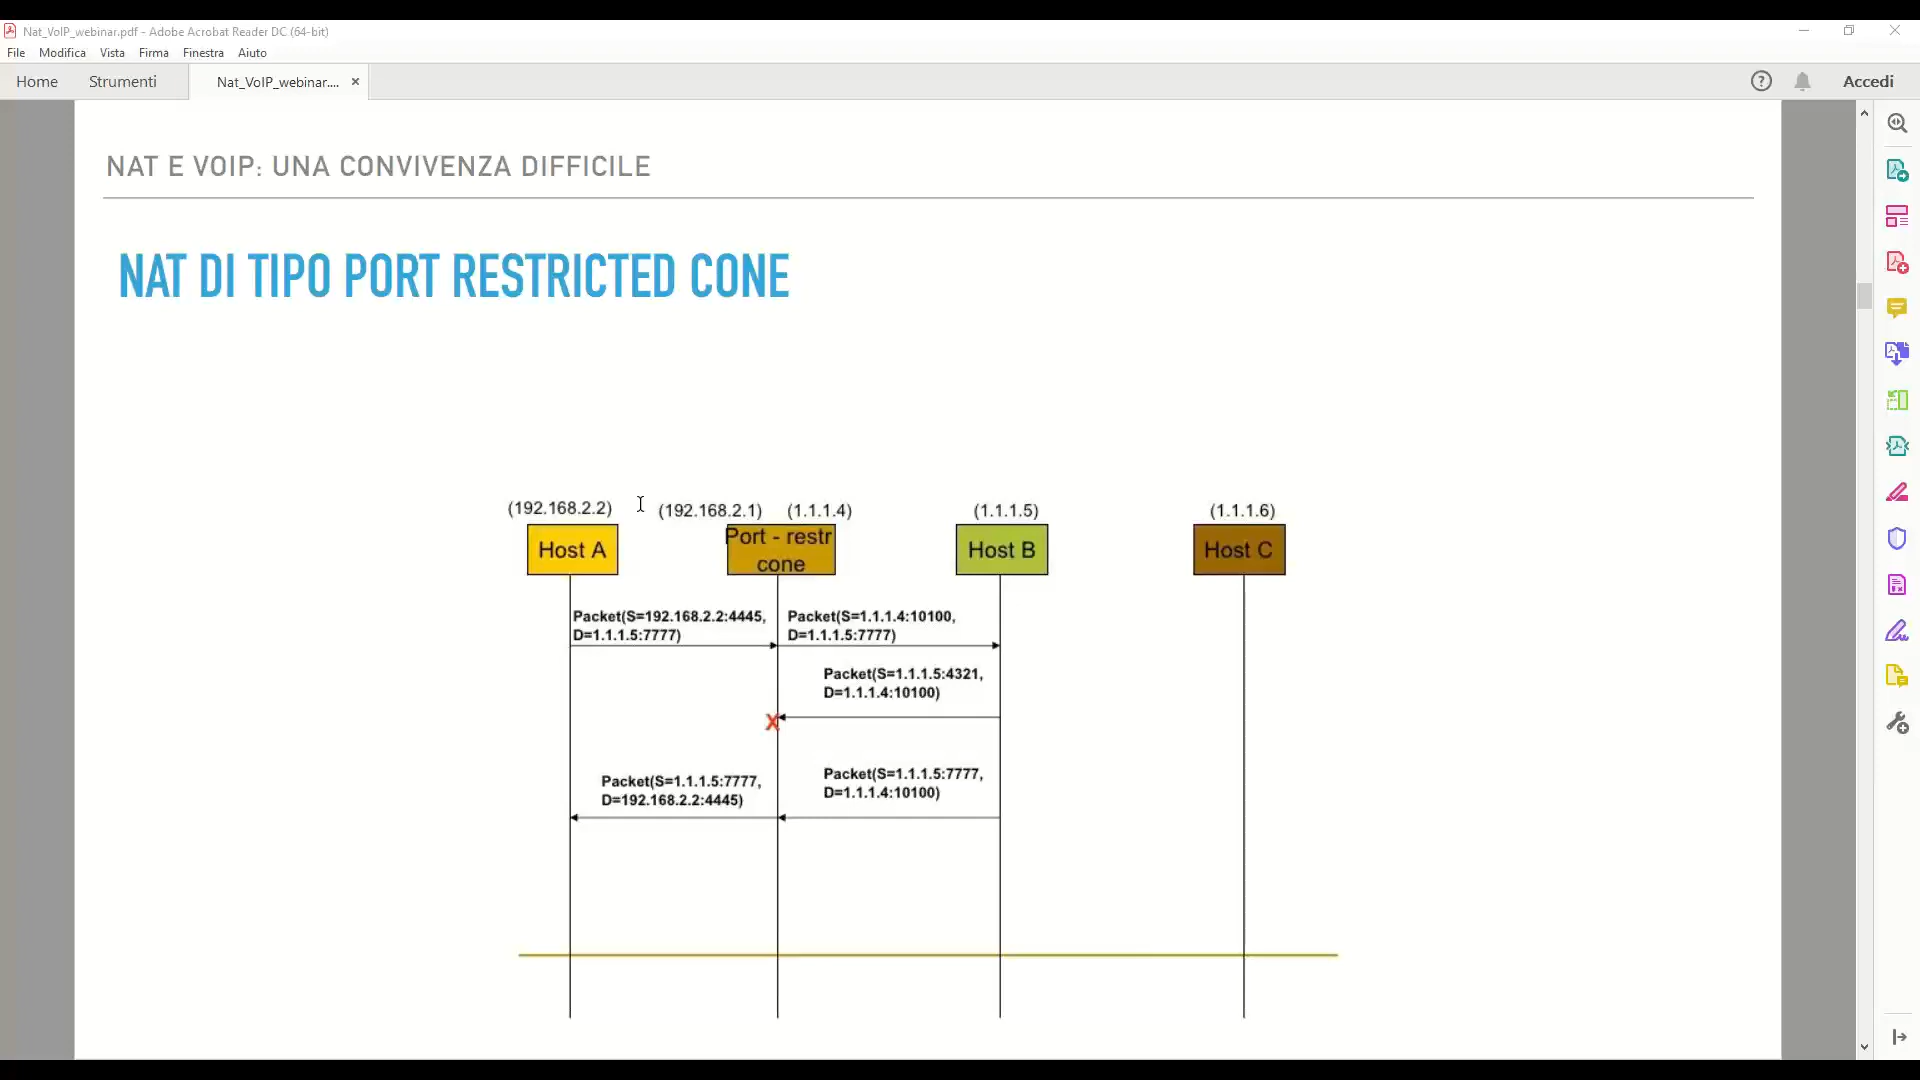 Nat_VoIP_webinar.pdf - Adobe Acrobat Reader DC (64-bit)
File Modifica Vista Firma Finestra Aiuto
Home Strumenti Nat_VoIP_webinar.... × Accedi
NAT E VOIP: UNA CONVIVENZA DIFFICILE
NAT DI TIPO PORT RESTRICTED CONE
(192.168.2.2) (192.168.2.1) (1.1.1.4) (1.1.1.5) (1.1.1.6)
Host A
Port - restr
cone
Host B
Host C
Packet(S=192.168.2.2:4445,
D=1.1.1.5:7777)
Packet(S=1.1.1.4:10100,
D=1.1.1.5:7777)
Packet(S=1.1.1.5:4321,
D=1.1.1.4:10100)
X
Packet(S=1.1.1.5:7777,
D=192.168.2.2:4445)
Packet(S=1.1.1.5:7777,
D=1.1.1.4:10100)